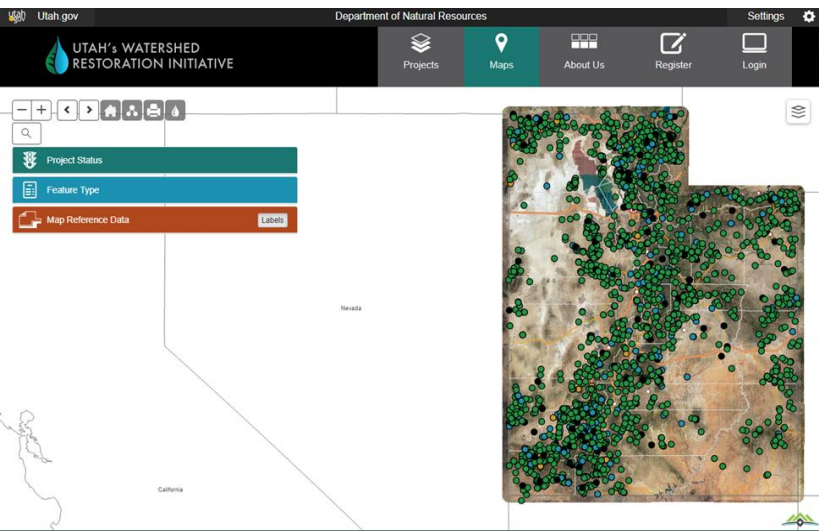 Utah.gov
Department of Natural Resources
Settings
UTAH's WATERSHED
RESTORATION INITIATIVE
Projects
Maps
About Us
Register
Login
Project Status
Feature Type
Map Reference Data
Labels
Nevada
California